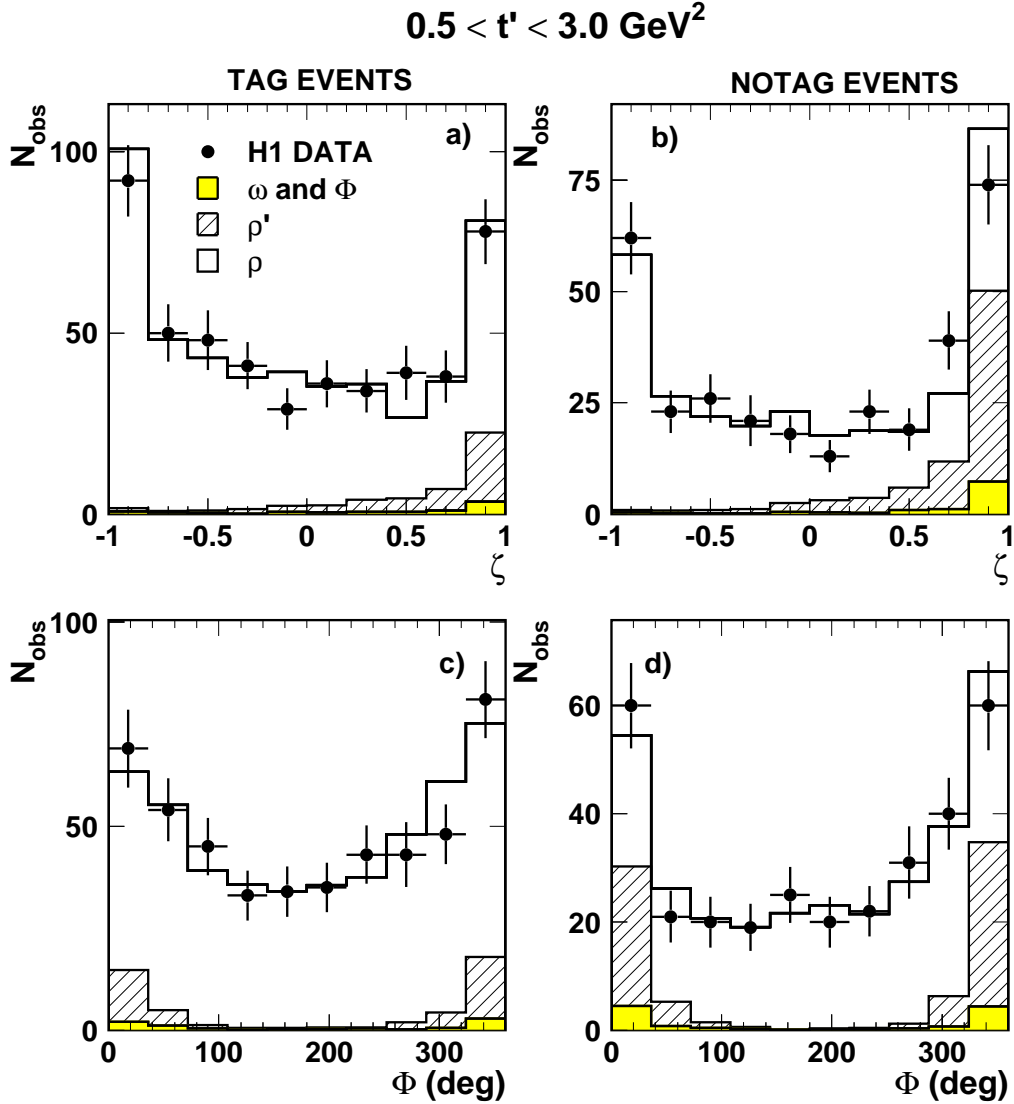 0.5 < t' < 3.0 GeV²
TAG EVENTS
NOTAG EVENTS
N_obs
a)
H1 DATA
ω and Φ
ρ'
ρ
100
50
0
-1 -0.5 0 0.5 1
ζ
N_obs
b)
75
50
25
0
-1 -0.5 0 0.5 1
ζ
N_obs
c)
100
50
0
0 100 200 300
Φ (deg)
N_obs
d)
60
40
20
0
0 100 200 300
Φ (deg)